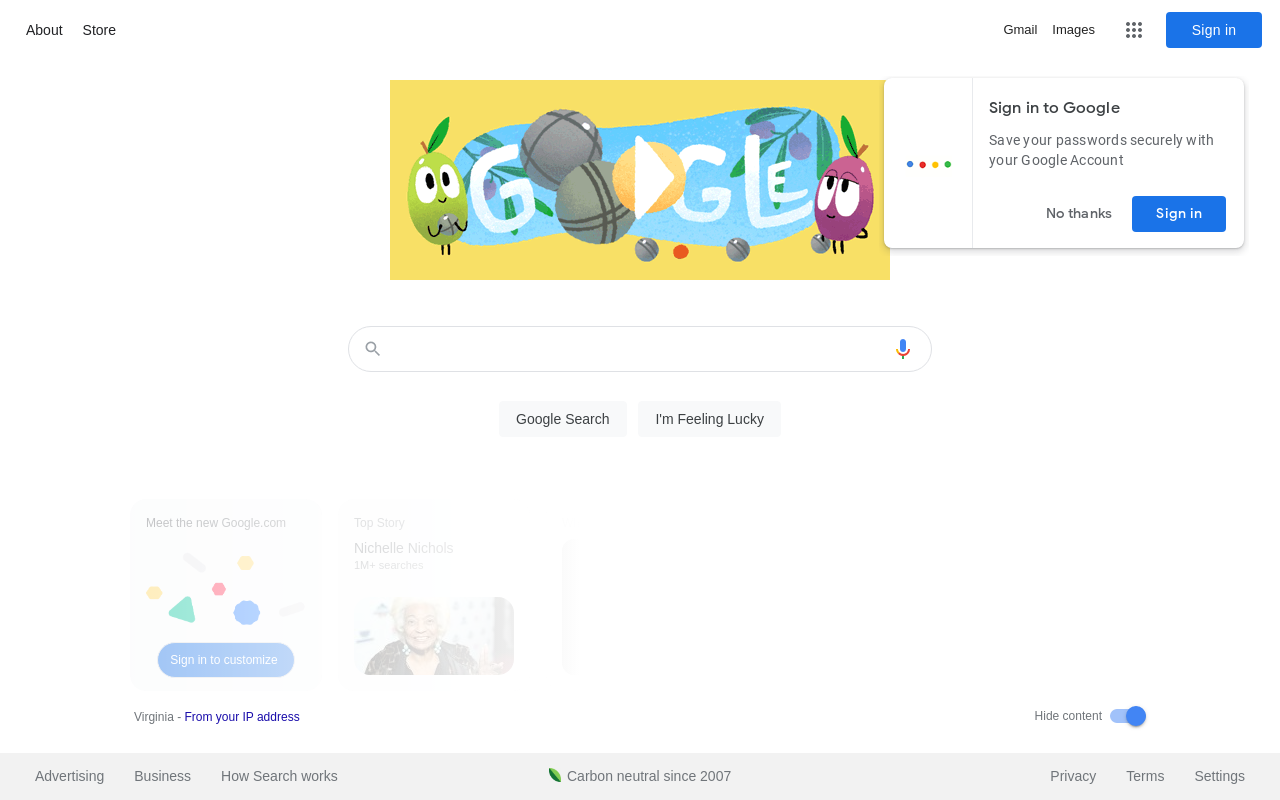 About
Store
Gmail
Images
Sign in
GOOGLE
Sign in to Google
Save your passwords securely with
your Google Account
No thanks
Sign in
Google Search
I'm Feeling Lucky
Meet the new Google.com
Sign in to customize
Top Story
Nichelle Nichols
1M+ searches
Virginia - From your IP address
Hide content
Advertising
Business
How Search works
Carbon neutral since 2007
Privacy
Terms
Settings